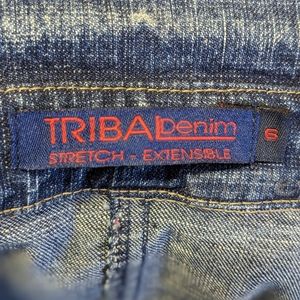 TRIBAL Denim 6
STRETCH - EXTENSIBLE